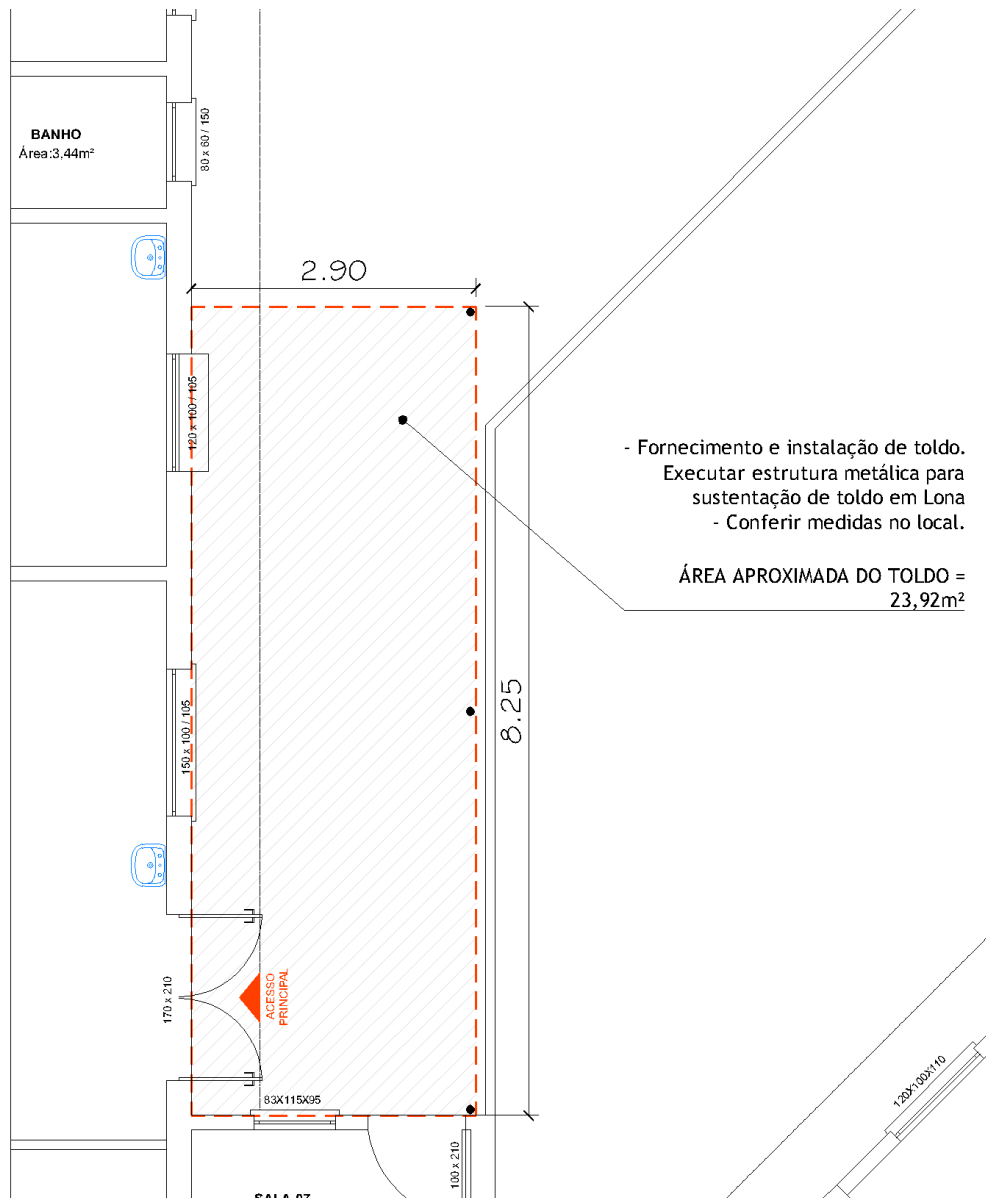 BANHO
Área:3,44m²
80 x 60 / 150
2.90
120 x 100 / 105
- Fornecimento e instalação de toldo.
Executar estrutura metálica para
sustentação de toldo em Lona
- Conferir medidas no local.
ÁREA APROXIMADA DO TOLDO =
23,92m²
8.25
150 x 100 / 105
170 x 210
ACESSO
PRINCIPAL
83X115X95
120X100X110
100 x 210
SALA 07